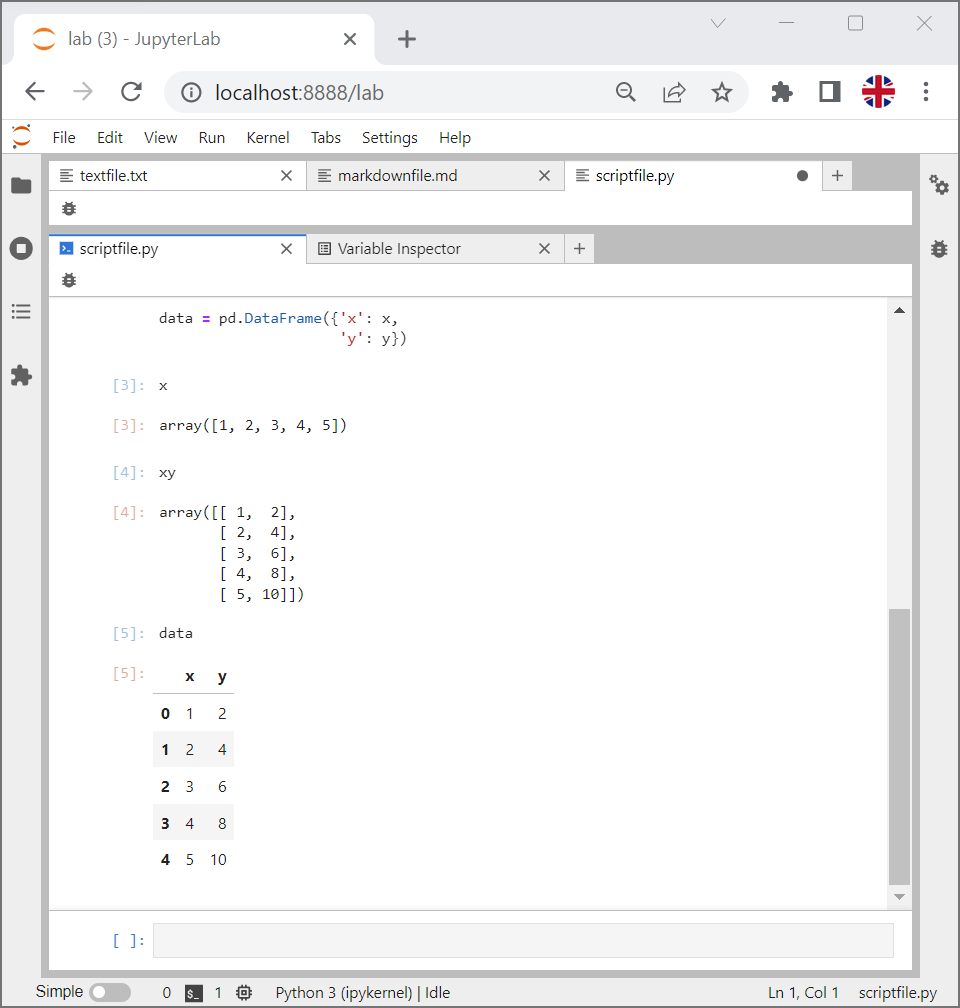 lab (3) - JupyterLab
localhost:8888/lab
File Edit View Run Kernel Tabs Settings Help
textfile.txt markdownfile.md scriptfile.py
scriptfile.py Variable Inspector
data = pd.DataFrame({'x': x,
'y': y})
[3]: x
[3]: array([1, 2, 3, 4, 5])
[4]: xy
[4]: array([[ 1,  2],
[ 2,  4],
[ 3,  6],
[ 4,  8],
[ 5, 10]])
[5]: data
[5]: x y
0 1 2
1 2 4
2 3 6
3 4 8
4 5 10
[ ]:
Simple 0 $_ 1 Python 3 (ipykernel) | Idle Ln 1, Col 1 scriptfile.py